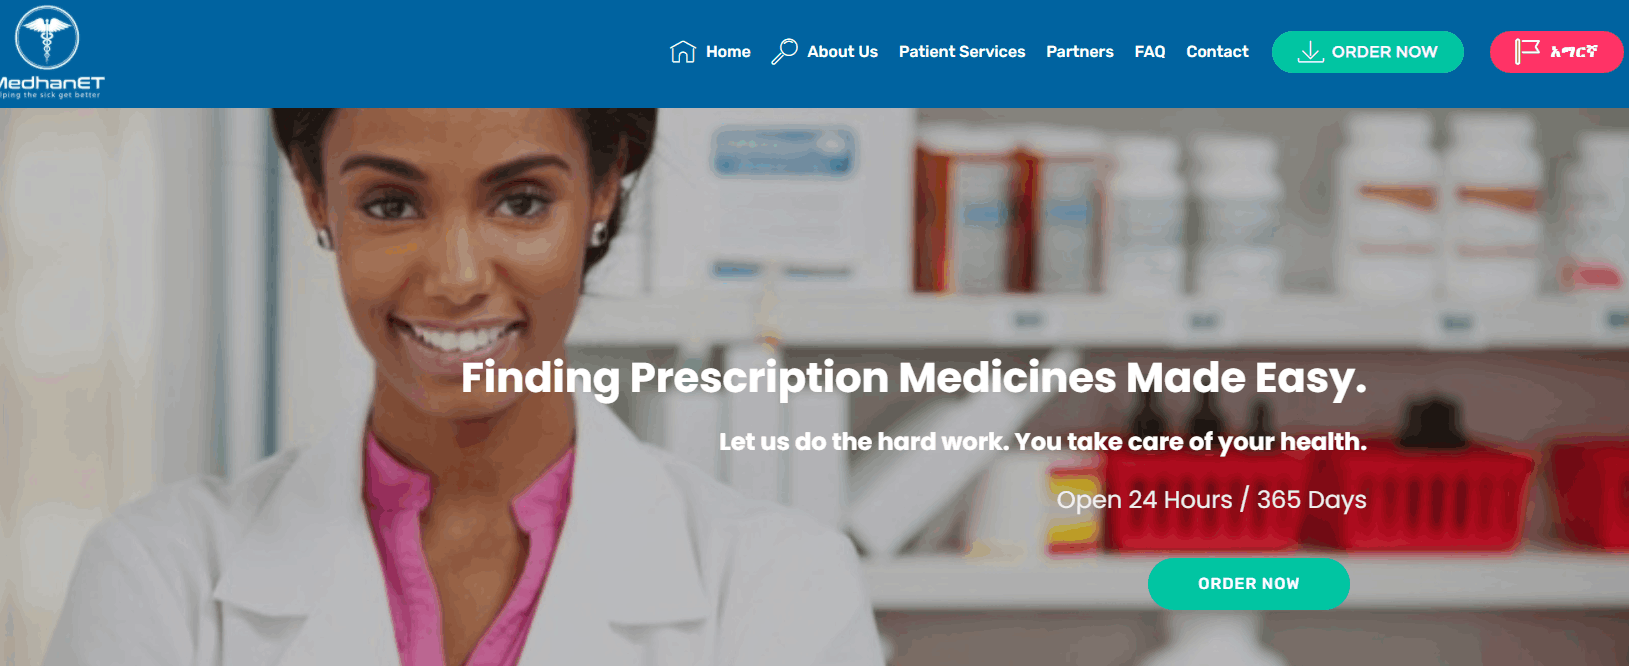 MedhanET
ping the sick get better
Home
About Us
Patient Services
Partners
FAQ
Contact
ORDER NOW
አማርኛ
Finding Prescription Medicines Made Easy.
Let us do the hard work. You take care of your health.
Open 24 Hours / 365 Days
ORDER NOW